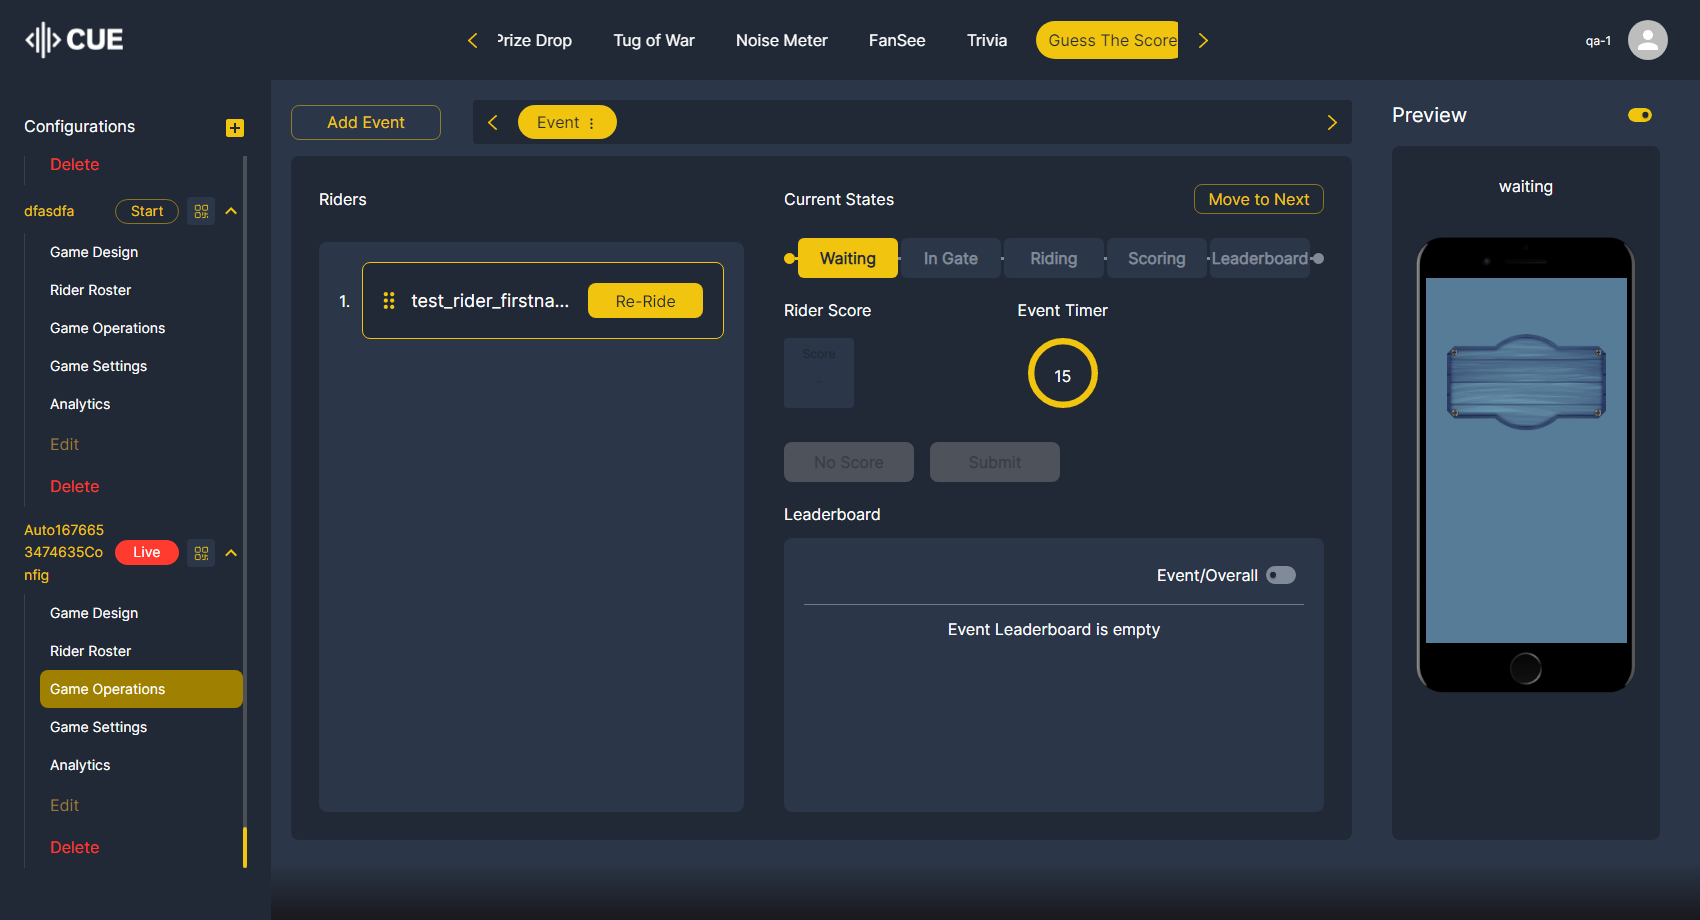 CUE
Prize Drop
Tug of War
Noise Meter
FanSee
Trivia
Guess The Score
qa-1
Configurations
Delete
dfasdfa
Start
Game Design
Rider Roster
Game Operations
Game Settings
Analytics
Edit
Delete
Auto167665
3474635Co
nfig
Live
Game Design
Rider Roster
Game Operations
Game Settings
Analytics
Edit
Delete
Add Event
Event
Riders
1.
test_rider_firstna...
Re-Ride
Current States
Move to Next
Waiting
In Gate
Riding
Scoring
Leaderboard
Rider Score
Event Timer
Score
-
15
No Score
Submit
Leaderboard
Event/Overall
Event Leaderboard is empty
Preview
waiting